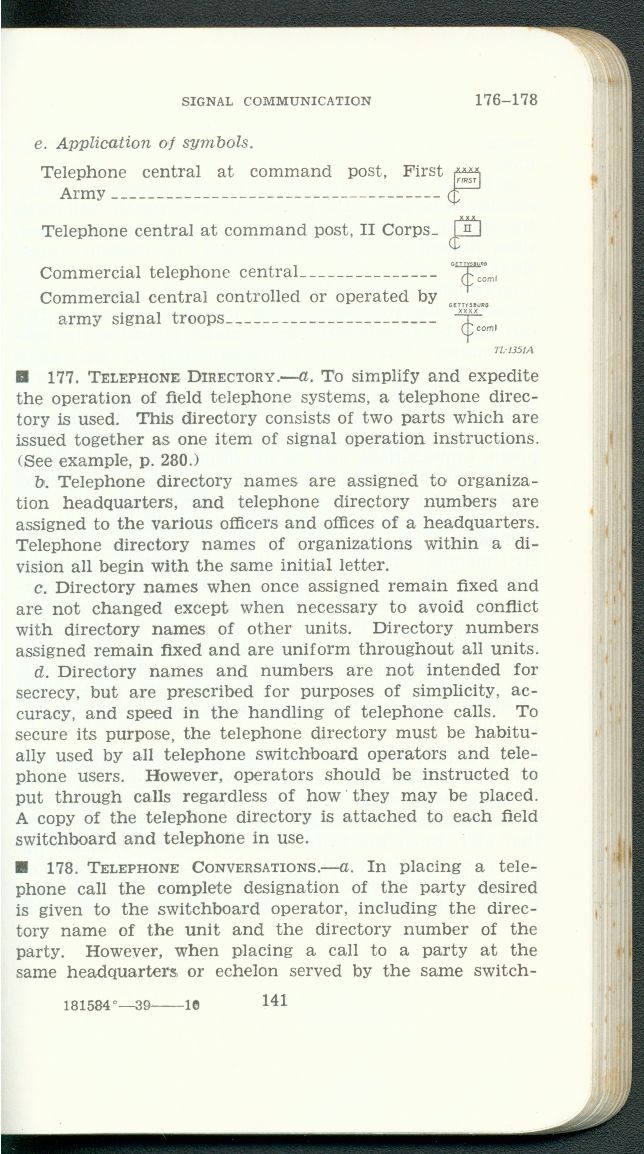 SIGNAL COMMUNICATION 176–178
e. Application of symbols.
Telephone central at command post, First
XXXX
FIRST
Army
XXX
Telephone central at command post, II Corps
II
GETTYSBURG
Commercial telephone central
coml
Commercial central controlled or operated by
GETTYSBURG
XXXX
army signal troops
coml
TL-1351A
■ 177. TELEPHONE DIRECTORY.—a. To simplify and expedite
the operation of field telephone systems, a telephone direc-
tory is used. This directory consists of two parts which are
issued together as one item of signal operation instructions.
(See example, p. 280.)
b. Telephone directory names are assigned to organiza-
tion headquarters, and telephone directory numbers are
assigned to the various officers and offices of a headquarters.
Telephone directory names of organizations within a di-
vision all begin with the same initial letter.
c. Directory names when once assigned remain fixed and
are not changed except when necessary to avoid conflict
with directory names of other units. Directory numbers
assigned remain fixed and are uniform throughout all units.
d. Directory names and numbers are not intended for
secrecy, but are prescribed for purposes of simplicity, ac-
curacy, and speed in the handling of telephone calls. To
secure its purpose, the telephone directory must be habitu-
ally used by all telephone switchboard operators and tele-
phone users. However, operators should be instructed to
put through calls regardless of how they may be placed.
A copy of the telephone directory is attached to each field
switchboard and telephone in use.
■ 178. TELEPHONE CONVERSATIONS.—a. In placing a tele-
phone call the complete designation of the party desired
is given to the switchboard operator, including the direc-
tory name of the unit and the directory number of the
party. However, when placing a call to a party at the
same headquarters or echelon served by the same switch-
181584°—39——10 141